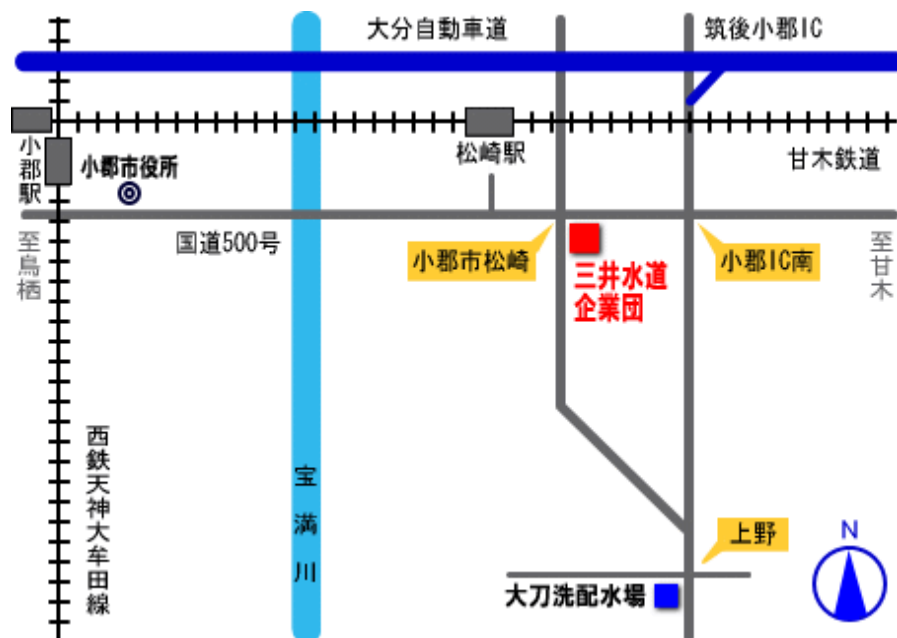 大分自動車道
筑後小郡IC
小郡駅
小郡市役所
松崎駅
甘木鉄道
国道500号
至鳥栖
小郡市松崎
小郡IC南
至甘木
三井水道
企業団
西鉄天神大牟田線
宝満川
上野
N
大刀洗配水場